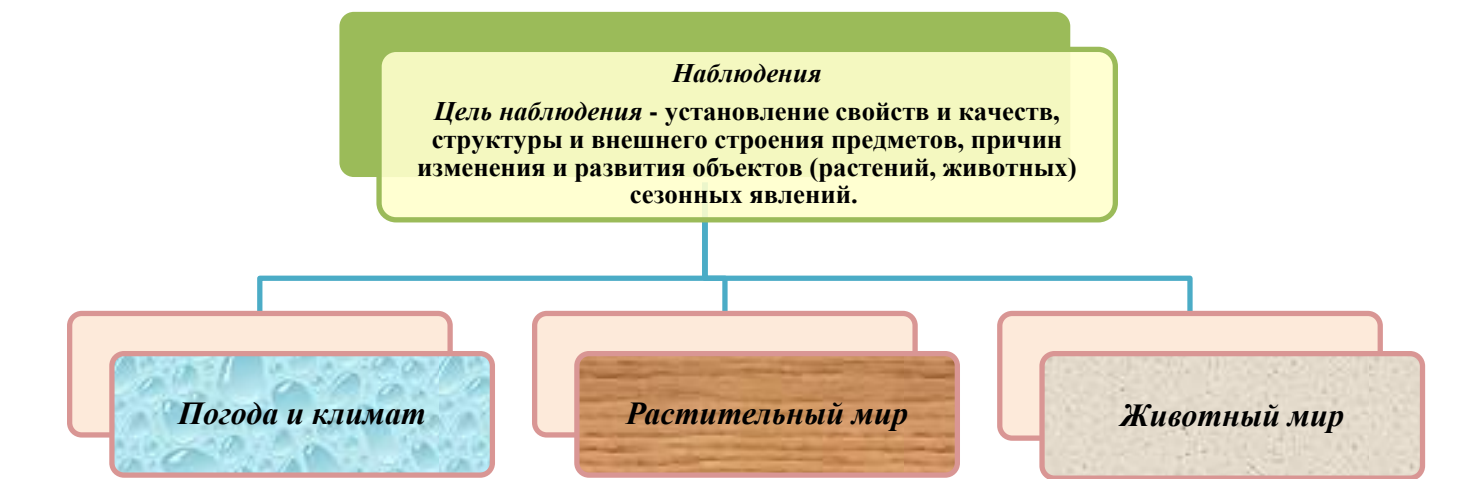 Наблюдения
Цель наблюдения - установление свойств и качеств,
структуры и внешнего строения предметов, причин
изменения и развития объектов (растений, животных)
сезонных явлений.
Погода и климат
Растительный мир
Животный мир